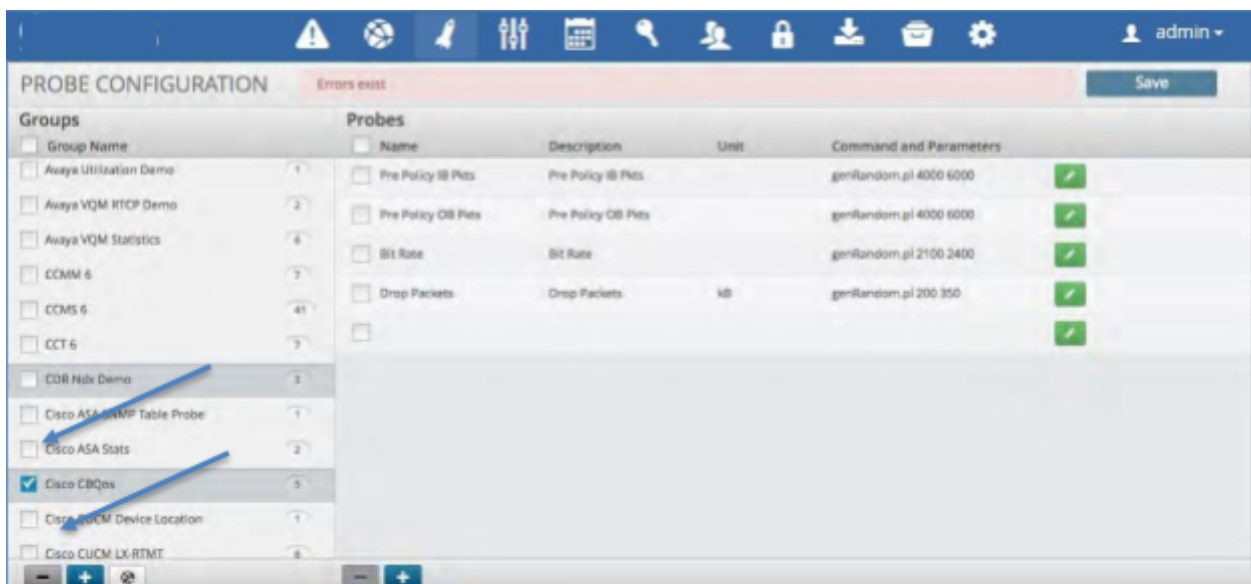 admin
PROBE CONFIGURATION
Errors exist
Save
Groups
Probes
Group Name
Name Description Unit Command and Parameters
Avaya Utilization Demo 1
Avaya VQM RTCP Demo 2
Avaya VQM Statistics 6
CCMM 6 7
CCMS 6 41
CCT 6 7
CDR Ndx Demo 3
Cisco ASA SNMP Table Probe 1
Cisco ASA Stats 2
Cisco CBQos 5
Cisco CUCM Device Location 1
Cisco CUCM LX-RTMT 6
Pre Policy IB Pkts Pre Policy IB Pkts genRandom.pl 4000 6000
Pre Policy OB Pkts Pre Policy OB Pkts genRandom.pl 4000 6000
Bit Rate Bit Rate genRandom.pl 2100 2400
Drop Packets Drop Packets kB genRandom.pl 200 350